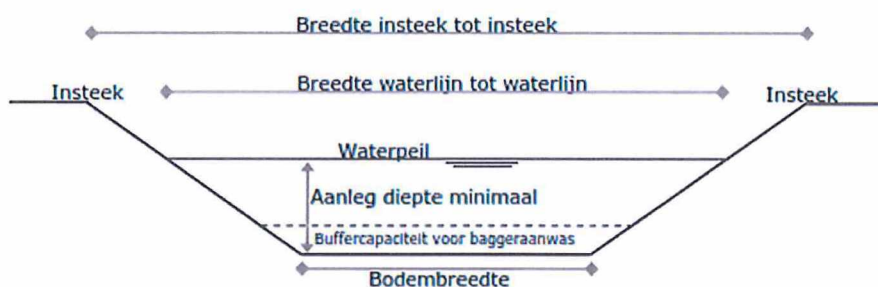 Breedte insteek tot insteek
Insteek
Breedte waterlijn tot waterlijn
Insteek
Waterpeil
Aanleg diepte minimaal
Buffercapaciteit voor baggeraanwas
Bodembreedte